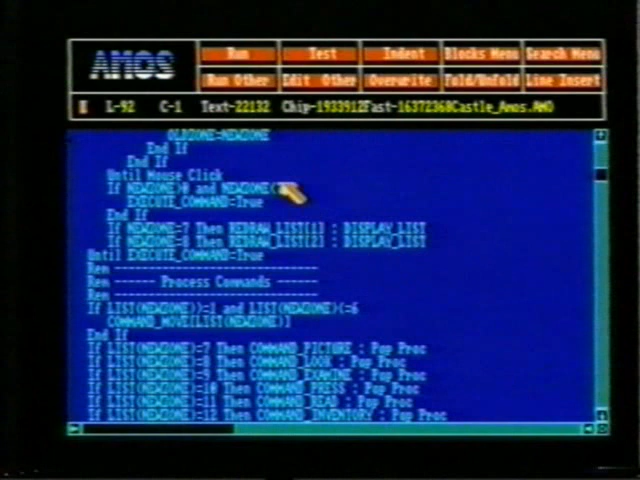 AMOS
Run Test Indent Blocks Menu Search Menu
Run Other Edit Other Overwrite Fold/Unfold Line Insert
I L-92 C-1 Text-22132 Chip-1933912 Fast-16372368 Castle_Amos.AMO
OLDZONE=NEWZONE
End If
End If
Until Mouse Click
If NEWZONE>0 and NEWZONE<
EXECUTE_COMMAND=True
End If
If NEWZONE=7 Then REDRAW_LIST[1] : DISPLAY_LIST
If NEWZONE=8 Then REDRAW_LIST[2] : DISPLAY_LIST
Until EXECUTE_COMMAND=True
Rem ------------------------------
Rem ------ Process Commands ------
Rem ------------------------------
If LIST(NEWZONE)>=1 and LIST(NEWZONE)<=6
COMMAND_MOVE[LIST(NEWZONE)]
End If
If LIST(NEWZONE)=7 Then COMMAND_PICTURE : Pop Proc
If LIST(NEWZONE)=8 Then COMMAND_LOOK : Pop Proc
If LIST(NEWZONE)=9 Then COMMAND_EXAMINE : Pop Proc
If LIST(NEWZONE)=10 Then COMMAND_PRESS : Pop Proc
If LIST(NEWZONE)=11 Then COMMAND_READ : Pop Proc
If LIST(NEWZONE)=12 Then COMMAND_INVENTORY : Pop Proc